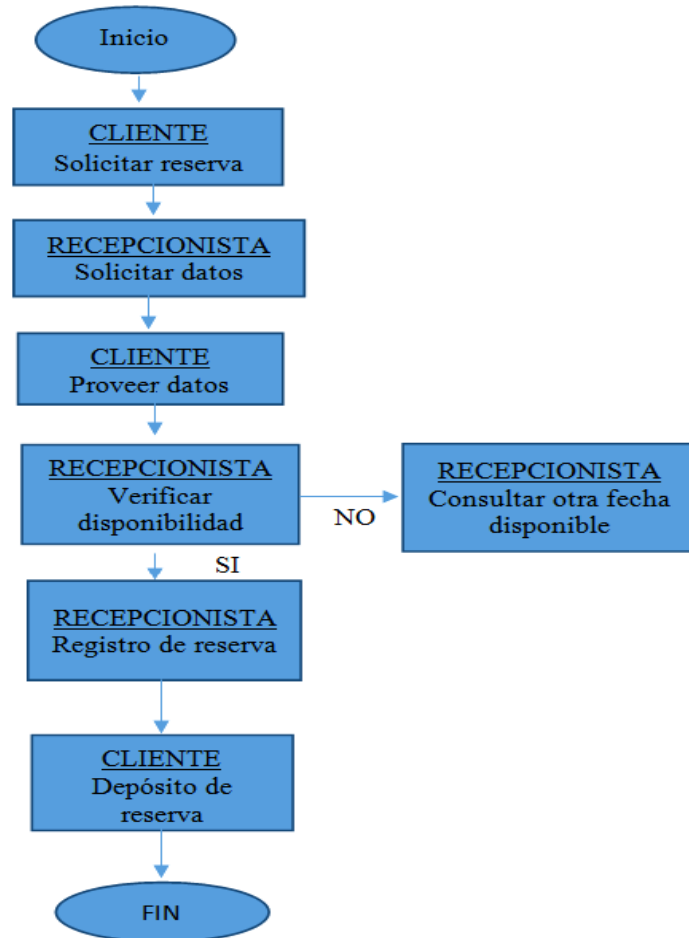 Inicio
CLIENTE
Solicitar reserva
RECEPCIONISTA
Solicitar datos
CLIENTE
Proveer datos
RECEPCIONISTA
Verificar
disponibilidad
NO
RECEPCIONISTA
Consultar otra fecha
disponible
SI
RECEPCIONISTA
Registro de reserva
CLIENTE
Depósito de
reserva
FIN